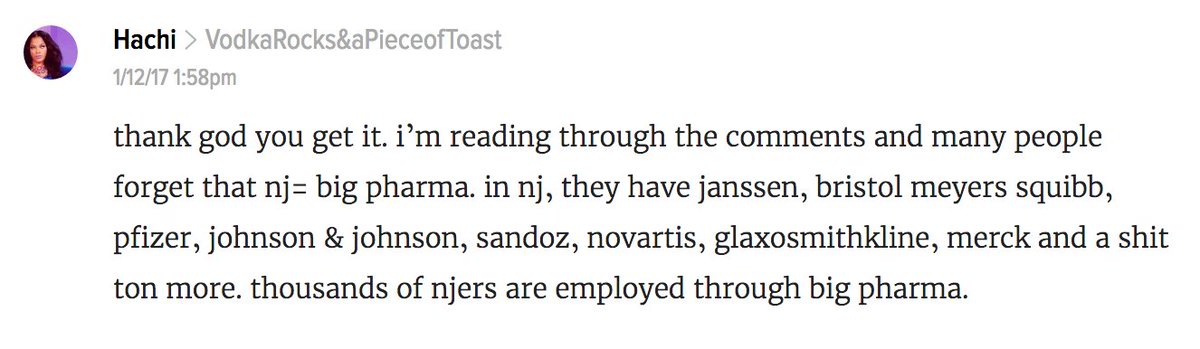 Hachi > VodkaRocks&aPieceofToast
1/12/17 1:58pm
thank god you get it. i’m reading through the comments and many people
forget that nj= big pharma. in nj, they have janssen, bristol meyers squibb,
pfizer, johnson & johnson, sandoz, novartis, glaxosmithkline, merck and a shit
ton more. thousands of njers are employed through big pharma.